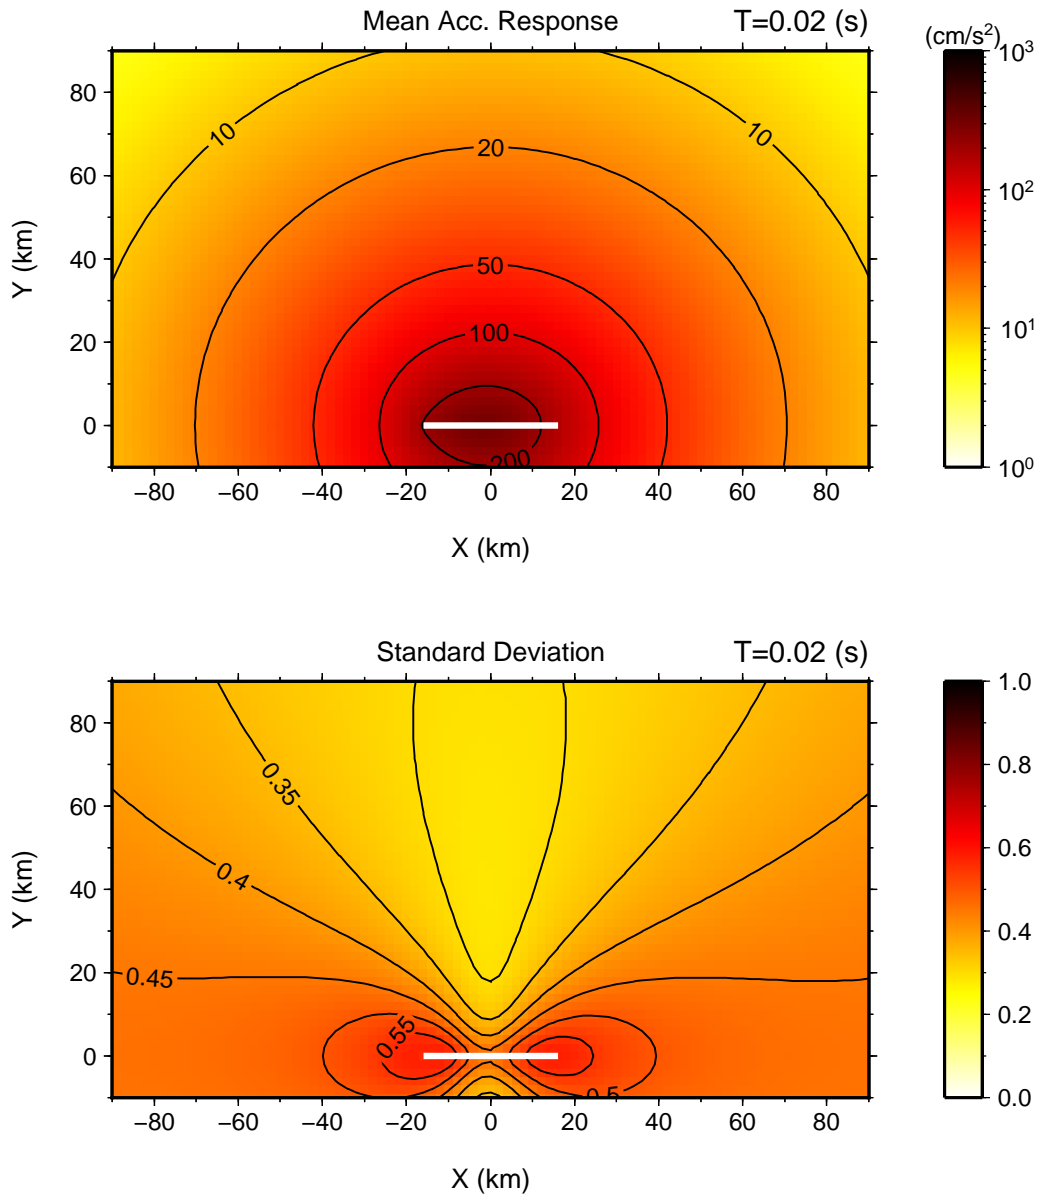 Mean Acc. Response
T=0.02 (s)
(cm/s²)
10³
10²
10¹
10⁰
80
60
40
20
0
Y (km)
10
10
20
50
100
200
−80 −60 −40 −20 0 20 40 60 80
X (km)
Standard Deviation
T=0.02 (s)
1.0
0.8
0.6
0.4
0.2
0.0
80
60
40
20
0
Y (km)
0.35
0.4
0.45
0.55
0.5
−80 −60 −40 −20 0 20 40 60 80
X (km)